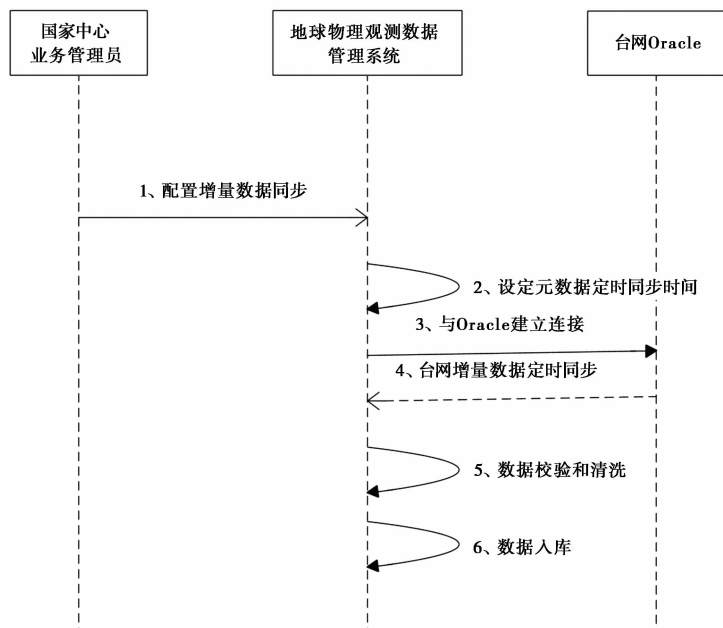 国家中心
业务管理员
地球物理观测数据
管理系统
台网Oracle
1、配置增量数据同步
2、设定元数据定时同步时间
3、与Oracle建立连接
4、台网增量数据定时同步
5、数据校验和清洗
6、数据入库